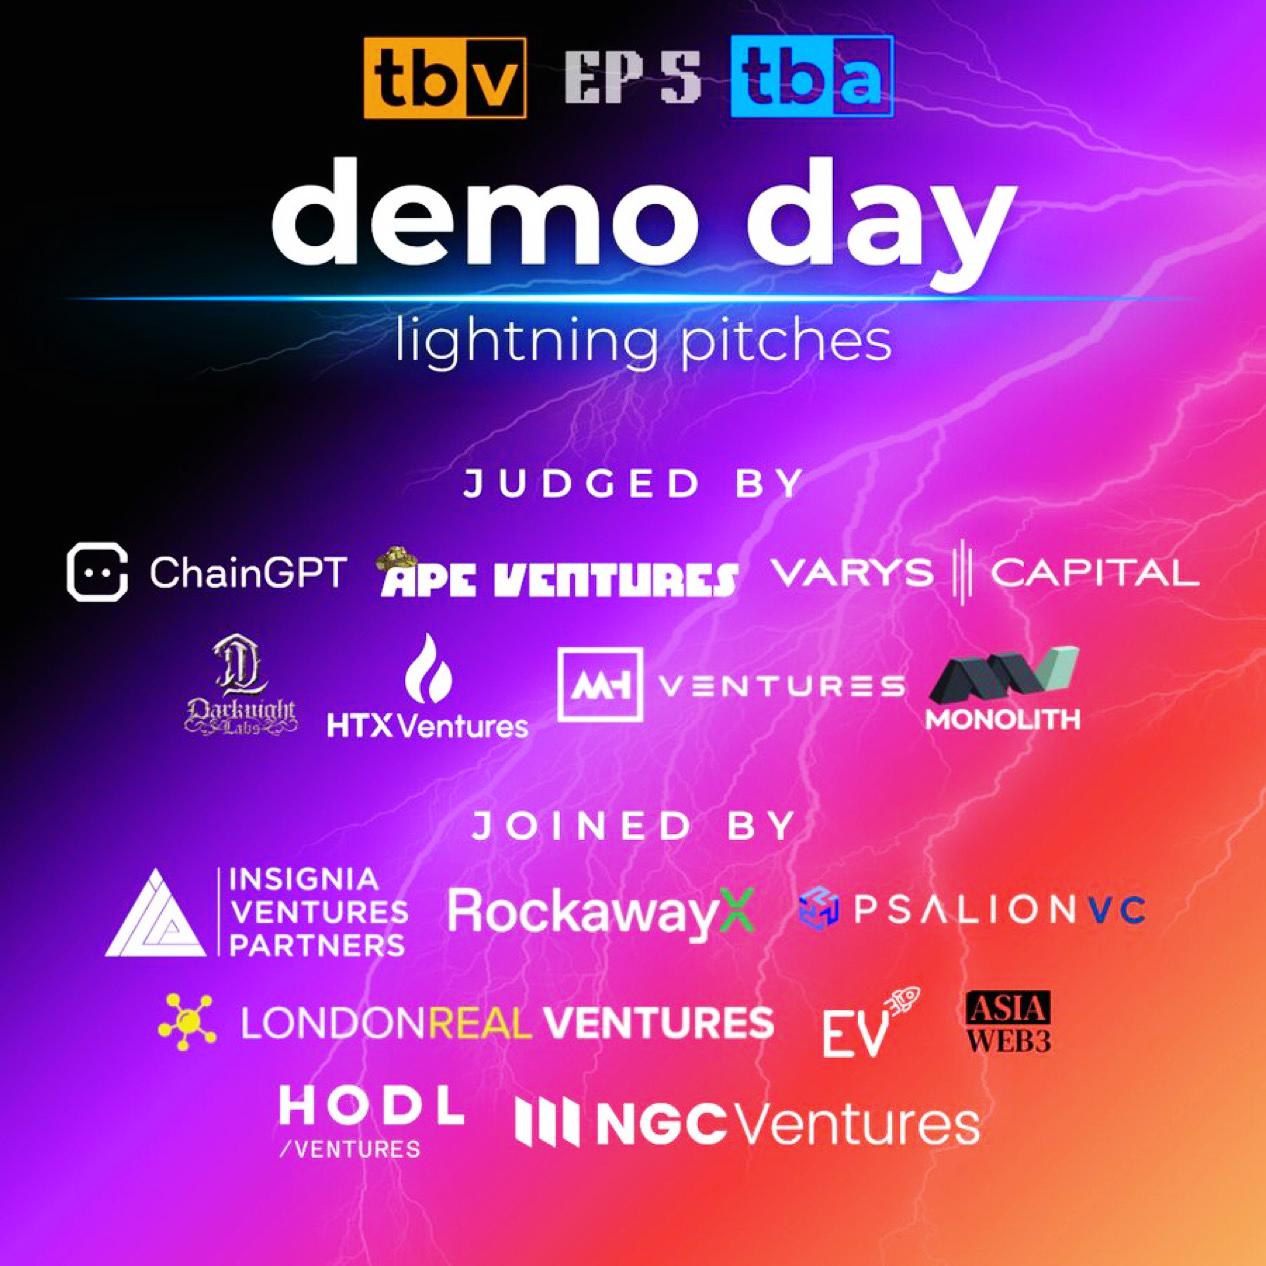 tbv EP 5 tba
demo day
lightning pitches
JUDGED BY
ChainGPT APE VENTURES VARYS CAPITAL
Darknight Labs HTX Ventures MH VENTURES MONOLITH
JOINED BY
INSIGNIA
VENTURES
PARTNERS
RockawayX PSALION VC
LONDONREAL VENTURES EV ASIA
WEB3
HODL
/VENTURES
NGC Ventures